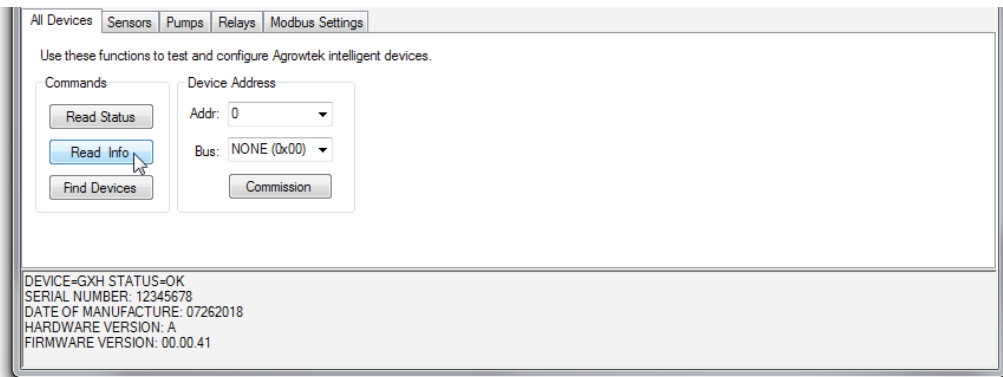 All Devices Sensors Pumps Relays Modbus Settings
Use these functions to test and configure Agrowtek intelligent devices.
Commands
Read Status
Read Info
Find Devices
Device Address
Addr: 0
Bus: NONE (0x00)
Commission
DEVICE=GXH STATUS=OK
SERIAL NUMBER: 12345678
DATE OF MANUFACTURE: 07262018
HARDWARE VERSION: A
FIRMWARE VERSION: 00.00.41